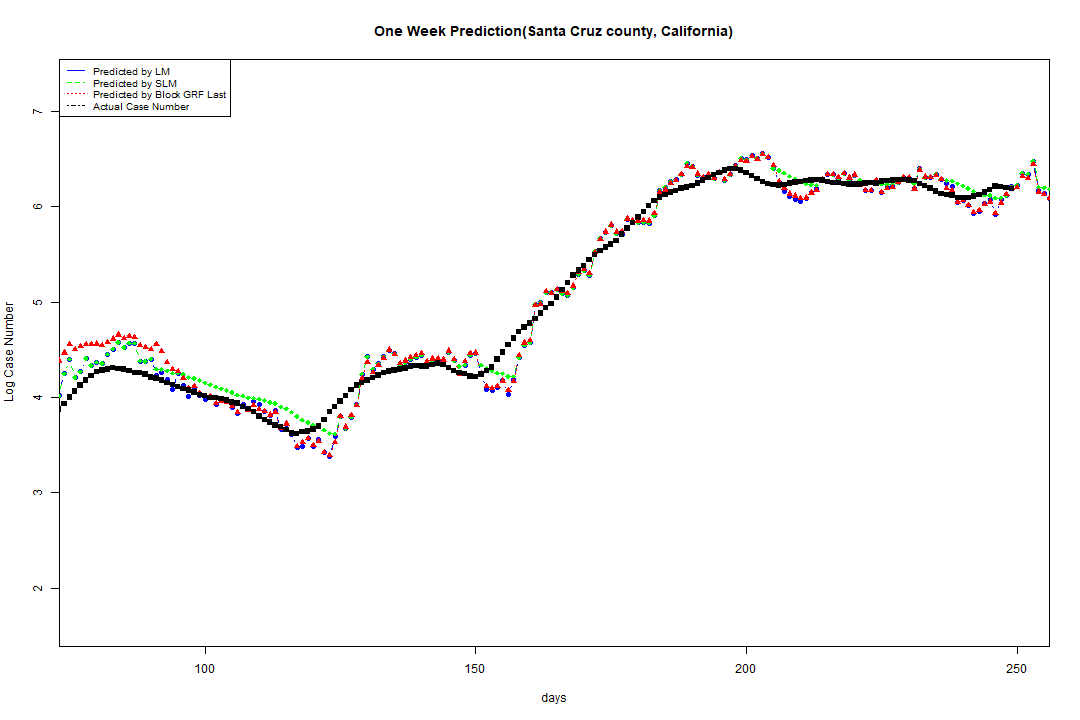 One Week Prediction(Santa Cruz county, California)
Predicted by LM
Predicted by SLM
Predicted by Block GRF Last
Actual Case Number
7
6
5
4
3
2
Log Case Number
100 150 200 250
days